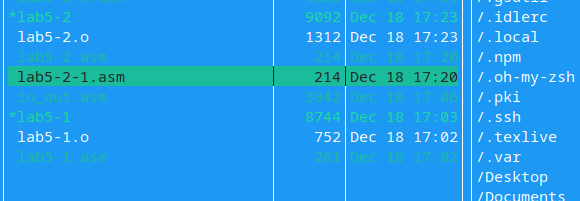 *lab5-2 9092 Dec 18 17:23 /.idlerc
lab5-2.o 1312 Dec 18 17:23 /.local
lab5-2.asm 214 Dec 18 17:20 /.npm
lab5-2-1.asm 214 Dec 18 17:20 /.oh-my-zsh
in_out.asm 3942 Dec 18 17:06 /.pki
*lab5-1 8744 Dec 18 17:03 /.ssh
lab5-1.o 752 Dec 18 17:02 /.texlive
lab5-1.asm 281 Dec 18 17:02 /.var
/Desktop
/Documents